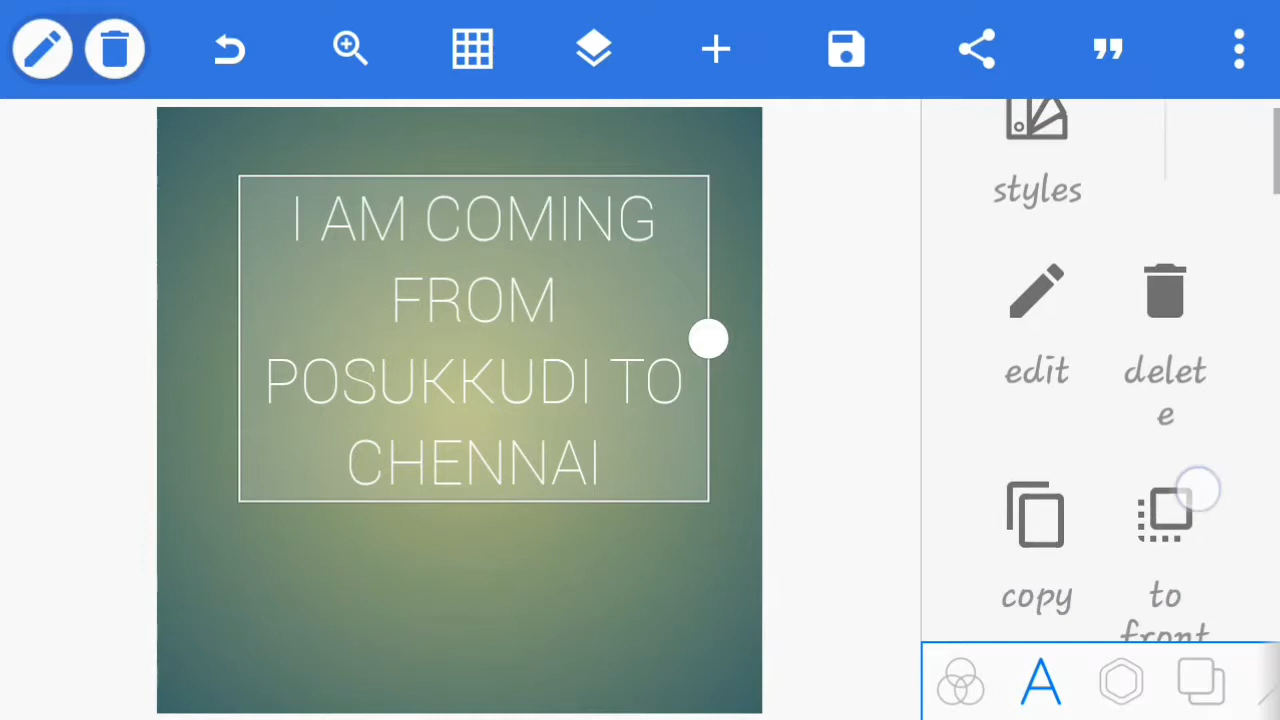 I AM COMING
FROM
POSUKKUDI TO
CHENNAI
styles
edit
delet
e
copy
to
front